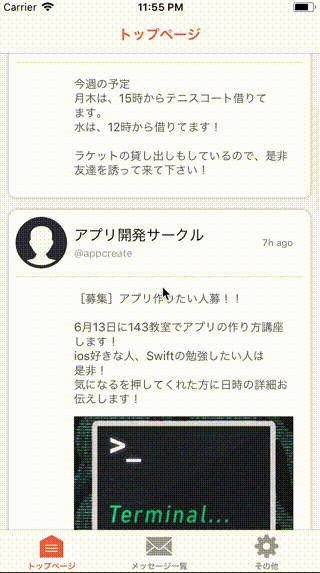 Carrier 11:55 PM
トップページ
今週の予定
月木は、15時からテニスコート借りて
ます。
水は、12時から借りてます！
ラケットの貸し出しもしているので、是非
友達を誘って来て下さい！
アプリ開発サークル
7h ago
@appcreate
［募集］アプリ作りたい人募！！
6月13日に143教室でアプリの作り方講座
します！
ios好きな人、Swiftの勉強したい人は
是非！
気になるを押してくれた方に日時の詳細お
伝えします！
>_
Terminal...
トップページ メッセージ一覧 その他